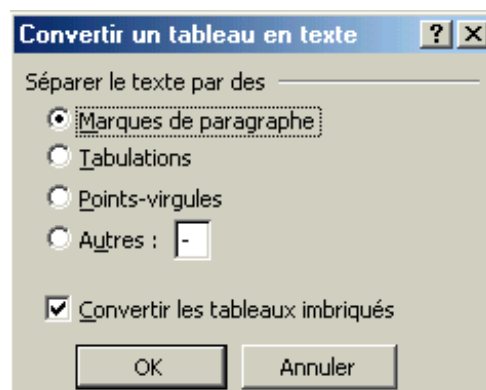 Convertir un tableau en texte ? X
Séparer le texte par des
Marques de paragraphe
Tabulations
Points-virgules
Autres : -
Convertir les tableaux imbriqués
OK Annuler